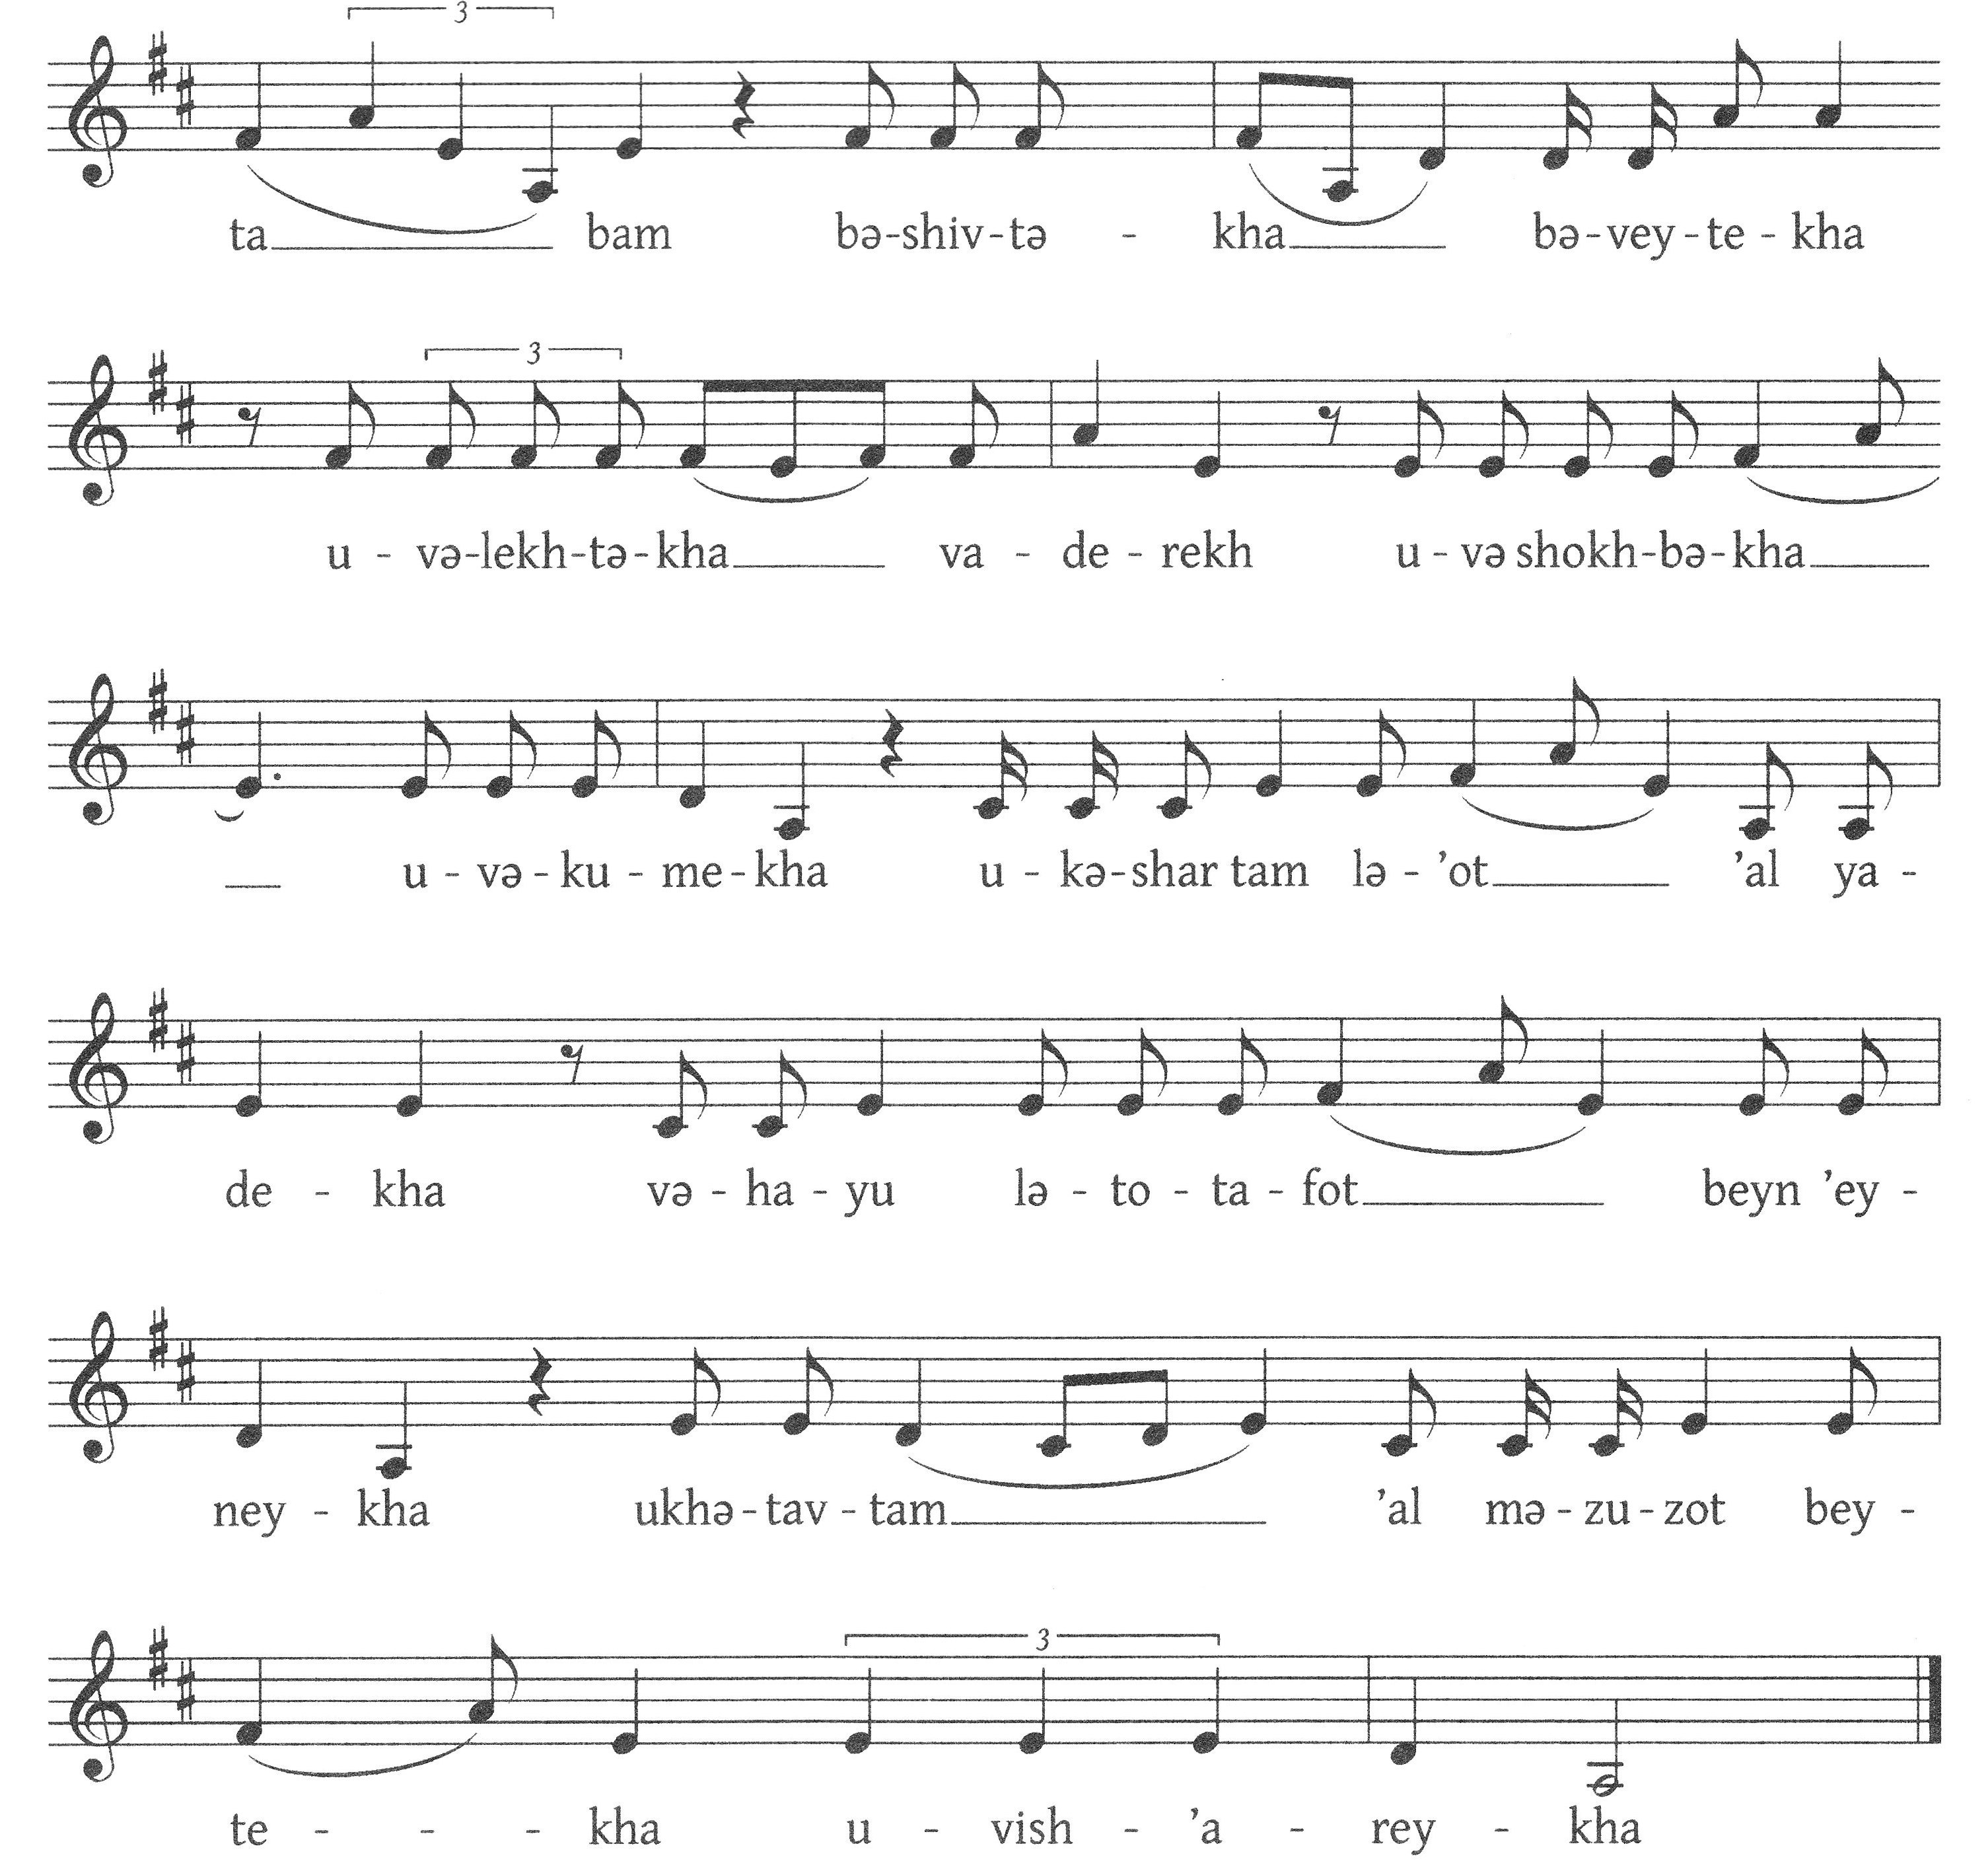 3
ta bam bə-shiv-tə - kha bə-vey-te - kha
3
u - və-lekh-tə-kha va - de - rekh u - və shokh-bə-kha
u - və - ku - me - kha u - kə-shar tam lə - ’ot ’al ya -
de - kha və - ha - yu lə - to - ta - fot beyn ’ey -
ney - kha ukhə - tav - tam ’al mə - zu - zot bey -
3
te - - - kha u - vish - ’a - rey - kha